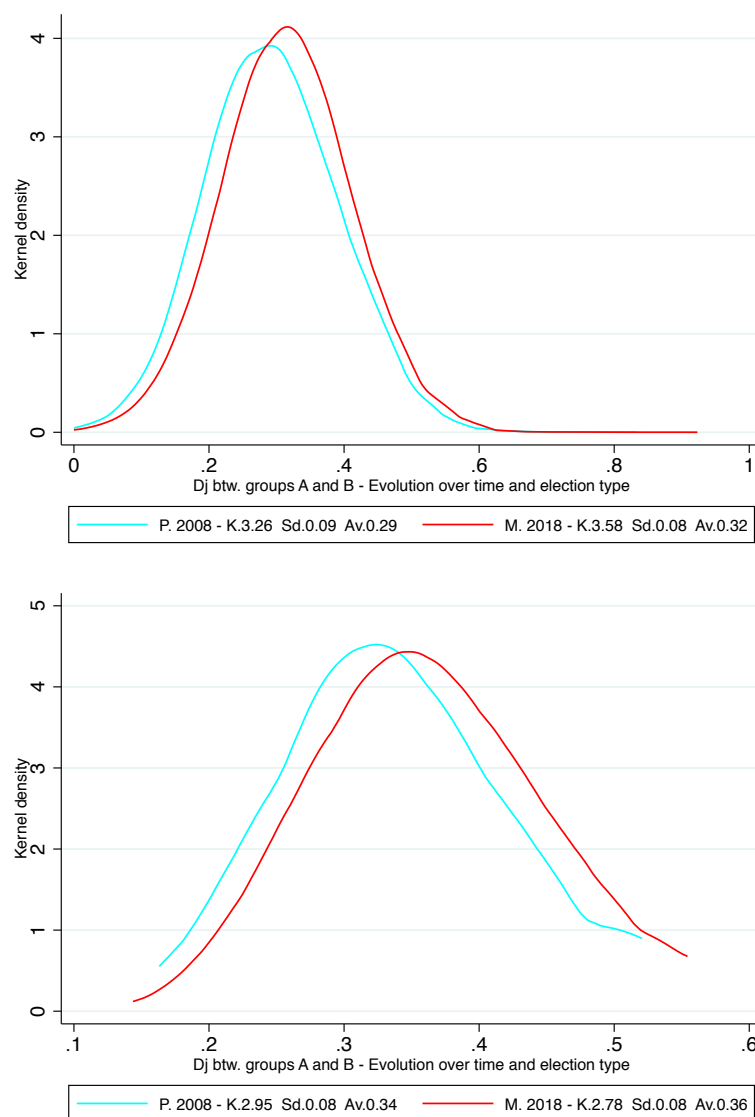 4
3
2
1
0
Kernel density
0 .2 .4 .6 .8 1
Dj btw. groups A and B - Evolution over time and election type
P. 2008 - K.3.26 Sd.0.09 Av.0.29 M. 2018 - K.3.58 Sd.0.08 Av.0.32
5
4
3
2
1
0
Kernel density
.1 .2 .3 .4 .5 .6
Dj btw. groups A and B - Evolution over time and election type
P. 2008 - K.2.95 Sd.0.08 Av.0.34 M. 2018 - K.2.78 Sd.0.08 Av.0.36